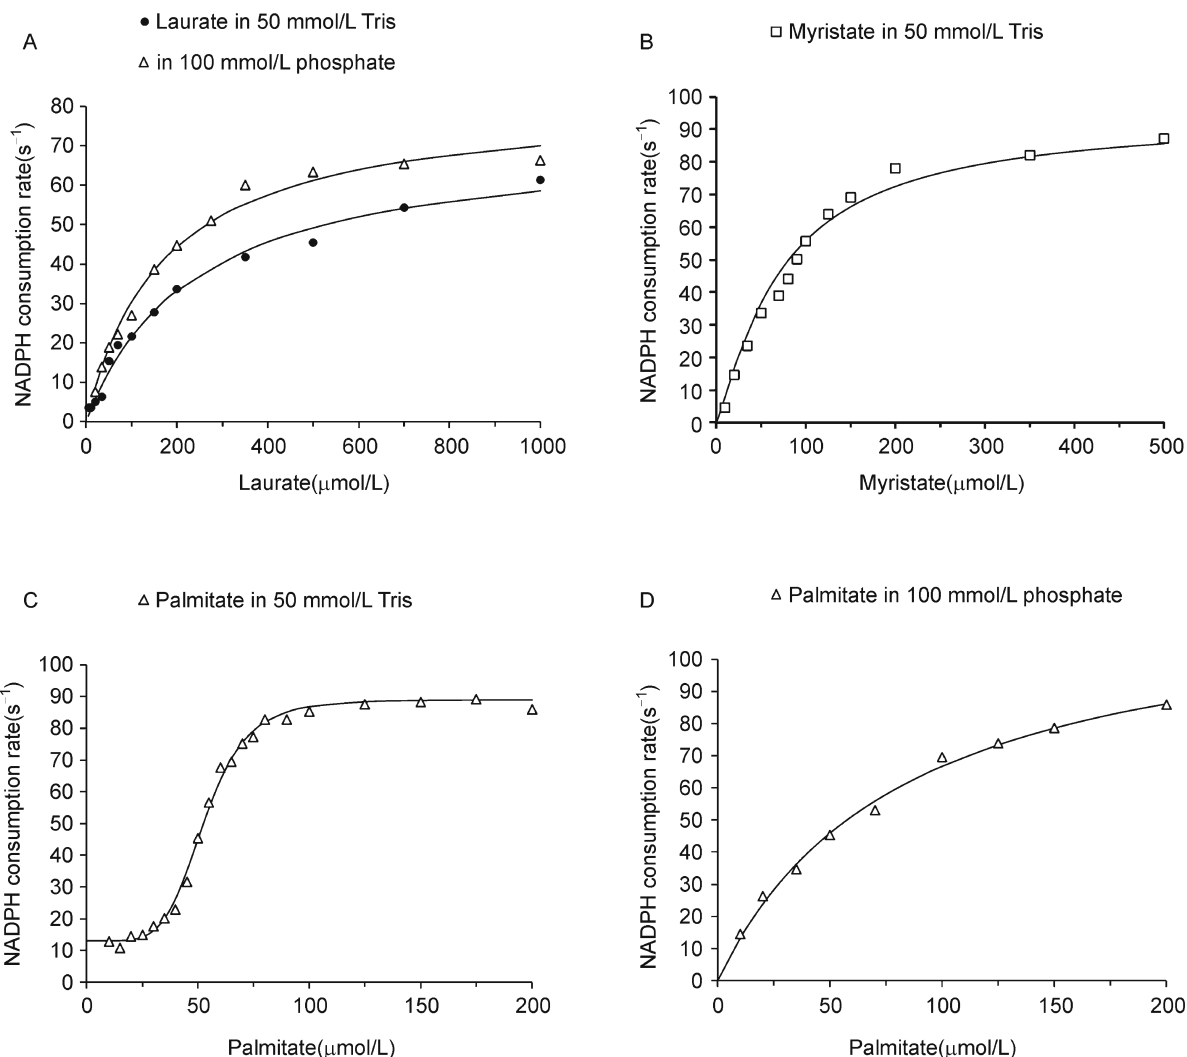 A
Laurate in 50 mmol/L Tris
in 100 mmol/L phosphate
NADPH consumption rate(s⁻¹)
80
70
60
50
40
30
20
10
0
0 200 400 600 800 1000
Laurate(μmol/L)
B
Myristate in 50 mmol/L Tris
NADPH consumption rate(s⁻¹)
100
90
80
70
60
50
40
30
20
10
0
0 100 200 300 400 500
Myristate(μmol/L)
C
Palmitate in 50 mmol/L Tris
NADPH consumption rate(s⁻¹)
100
90
80
70
60
50
40
30
20
10
0
0 50 100 150 200
Palmitate(μmol/L)
D
Palmitate in 100 mmol/L phosphate
NADPH consumption rate(s⁻¹)
100
90
80
70
60
50
40
30
20
10
0
0 50 100 150 200
Palmitate(μmol/L)